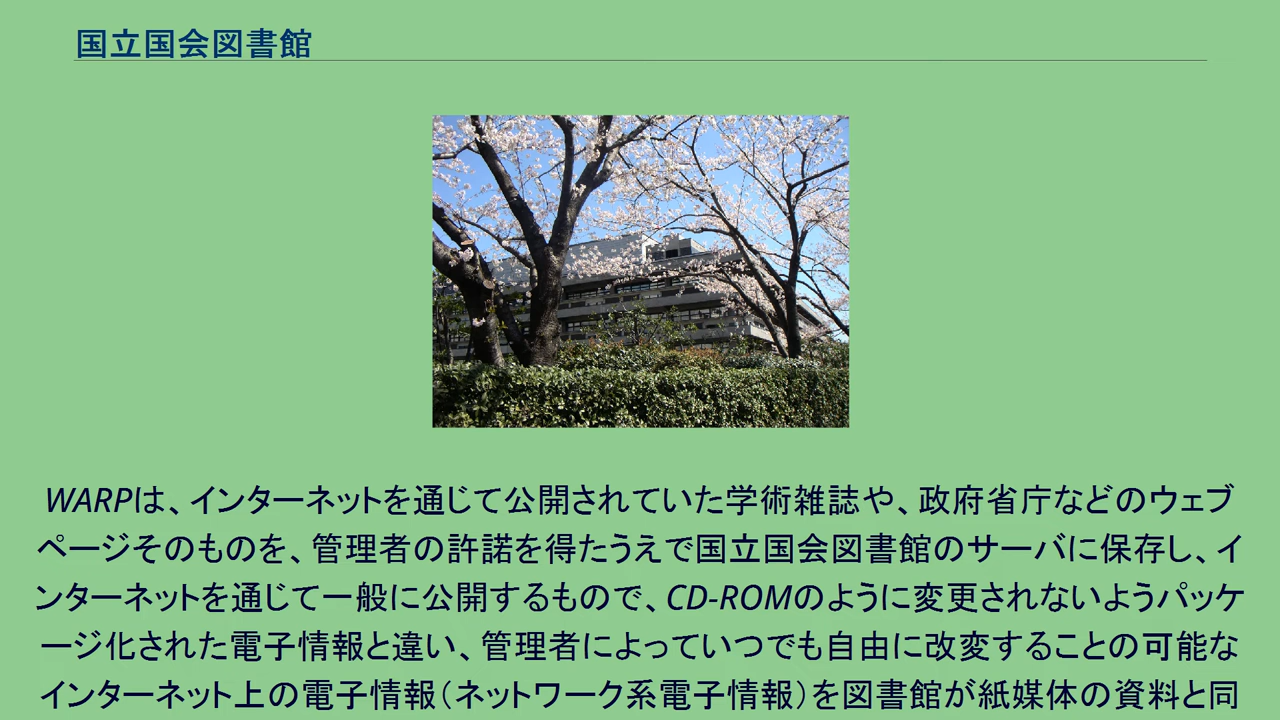 国立国会図書館
WARPは、インターネットを通じて公開されていた学術雑誌や、政府省庁などのウェブ
ページそのものを、管理者の許諾を得たうえで国立国会図書館のサーバに保存し、イ
ンターネットを通じて一般に公開するもので、CD-ROMのように変更されないようパッケ
ージ化された電子情報と違い、管理者によっていつでも自由に改変することの可能な
インターネット上の電子情報（ネットワーク系電子情報）を図書館が紙媒体の資料と同